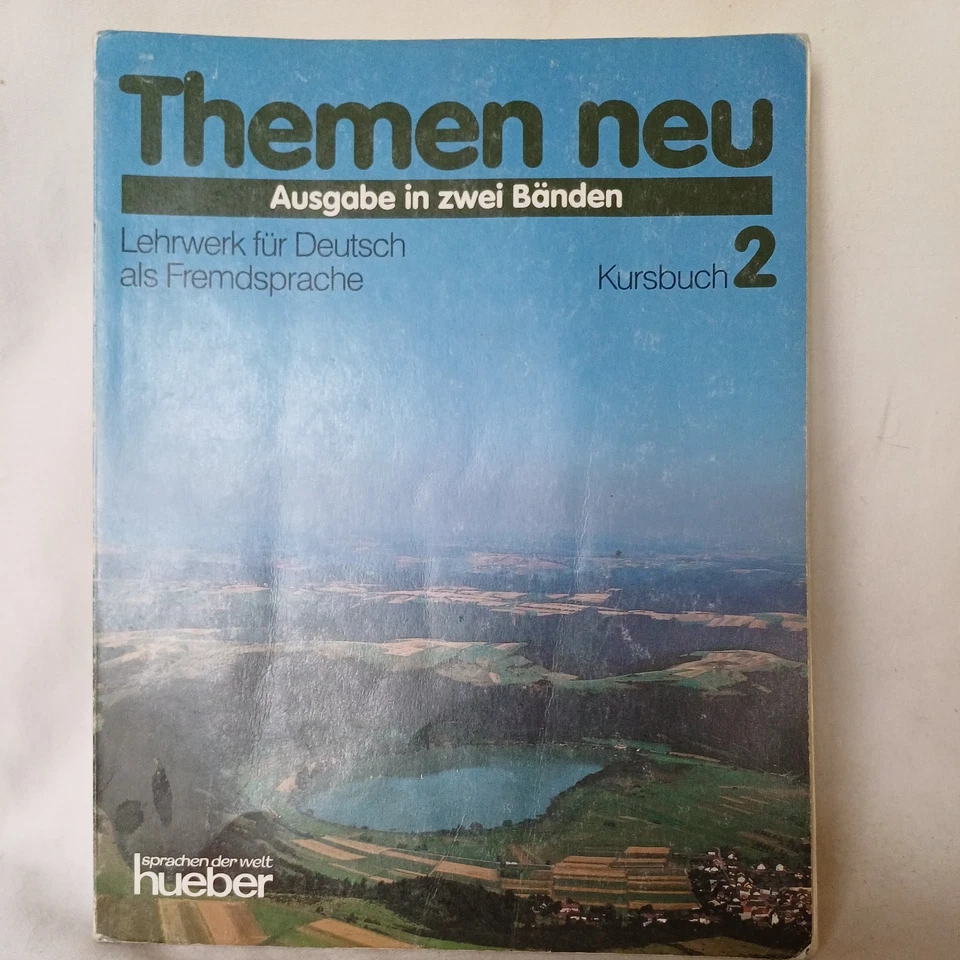 Themen neu
Ausgabe in zwei Bänden
Lehrwerk für Deutsch
als Fremdsprache
Kursbuch 2
sprachen der welt
hueber